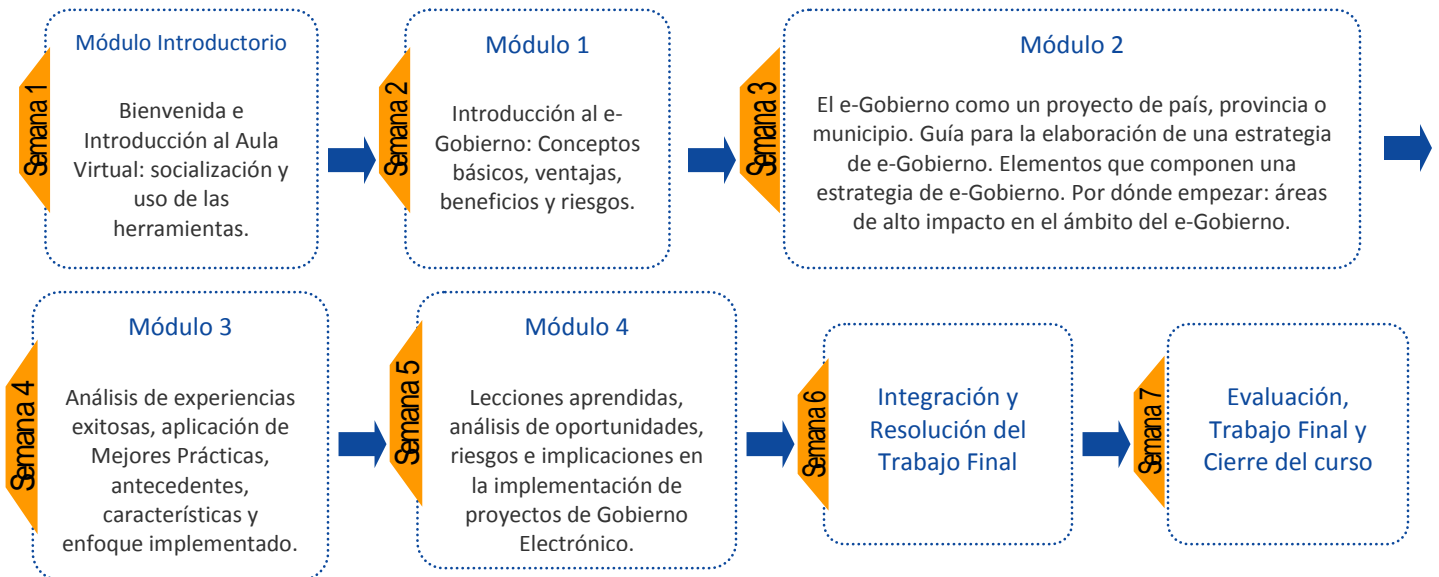 Semana 1
Módulo Introductorio
Bienvenida e
Introducción al Aula
Virtual: socialización y
uso de las
herramientas.
Semana 2
Módulo 1
Introducción al e-
Gobierno: Conceptos
básicos, ventajas,
beneficios y riesgos.
Semana 3
Módulo 2
El e-Gobierno como un proyecto de país, provincia o
municipio. Guía para la elaboración de una estrategia
de e-Gobierno. Elementos que componen una
estrategia de e-Gobierno. Por dónde empezar: áreas
de alto impacto en el ámbito del e-Gobierno.
Semana 4
Módulo 3
Análisis de experiencias
exitosas, aplicación de
Mejores Prácticas,
antecedentes,
características y
enfoque implementado.
Semana 5
Módulo 4
Lecciones aprendidas,
análisis de oportunidades,
riesgos e implicaciones en
la implementación de
proyectos de Gobierno
Electrónico.
Semana 6
Integración y
Resolución del
Trabajo Final
Semana 7
Evaluación,
Trabajo Final y
Cierre del curso